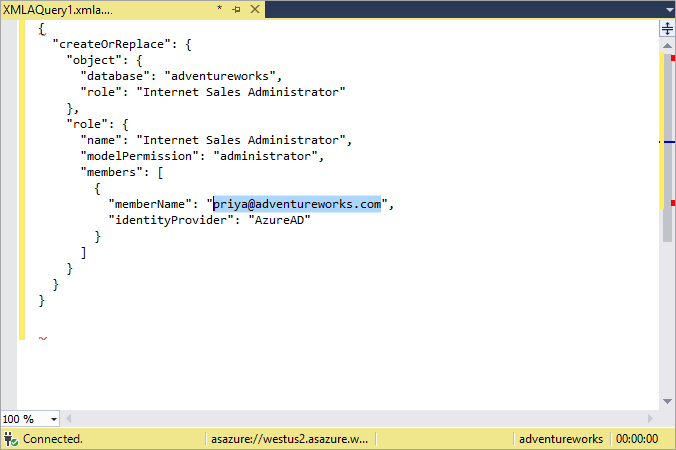 XMLAQuery1.xmla.... *
{
  "createOrReplace": {
    "object": {
      "database": "adventureworks",
      "role": "Internet Sales Administrator"
    },
    "role": {
      "name": "Internet Sales Administrator",
      "modelPermission": "administrator",
      "members": [
        {
          "memberName": "priya@adventureworks.com",
          "identityProvider": "AzureAD"
        }
      ]
    }
  }
}
100 %
Connected. asazure://westus2.asazure.w... adventureworks 00:00:00